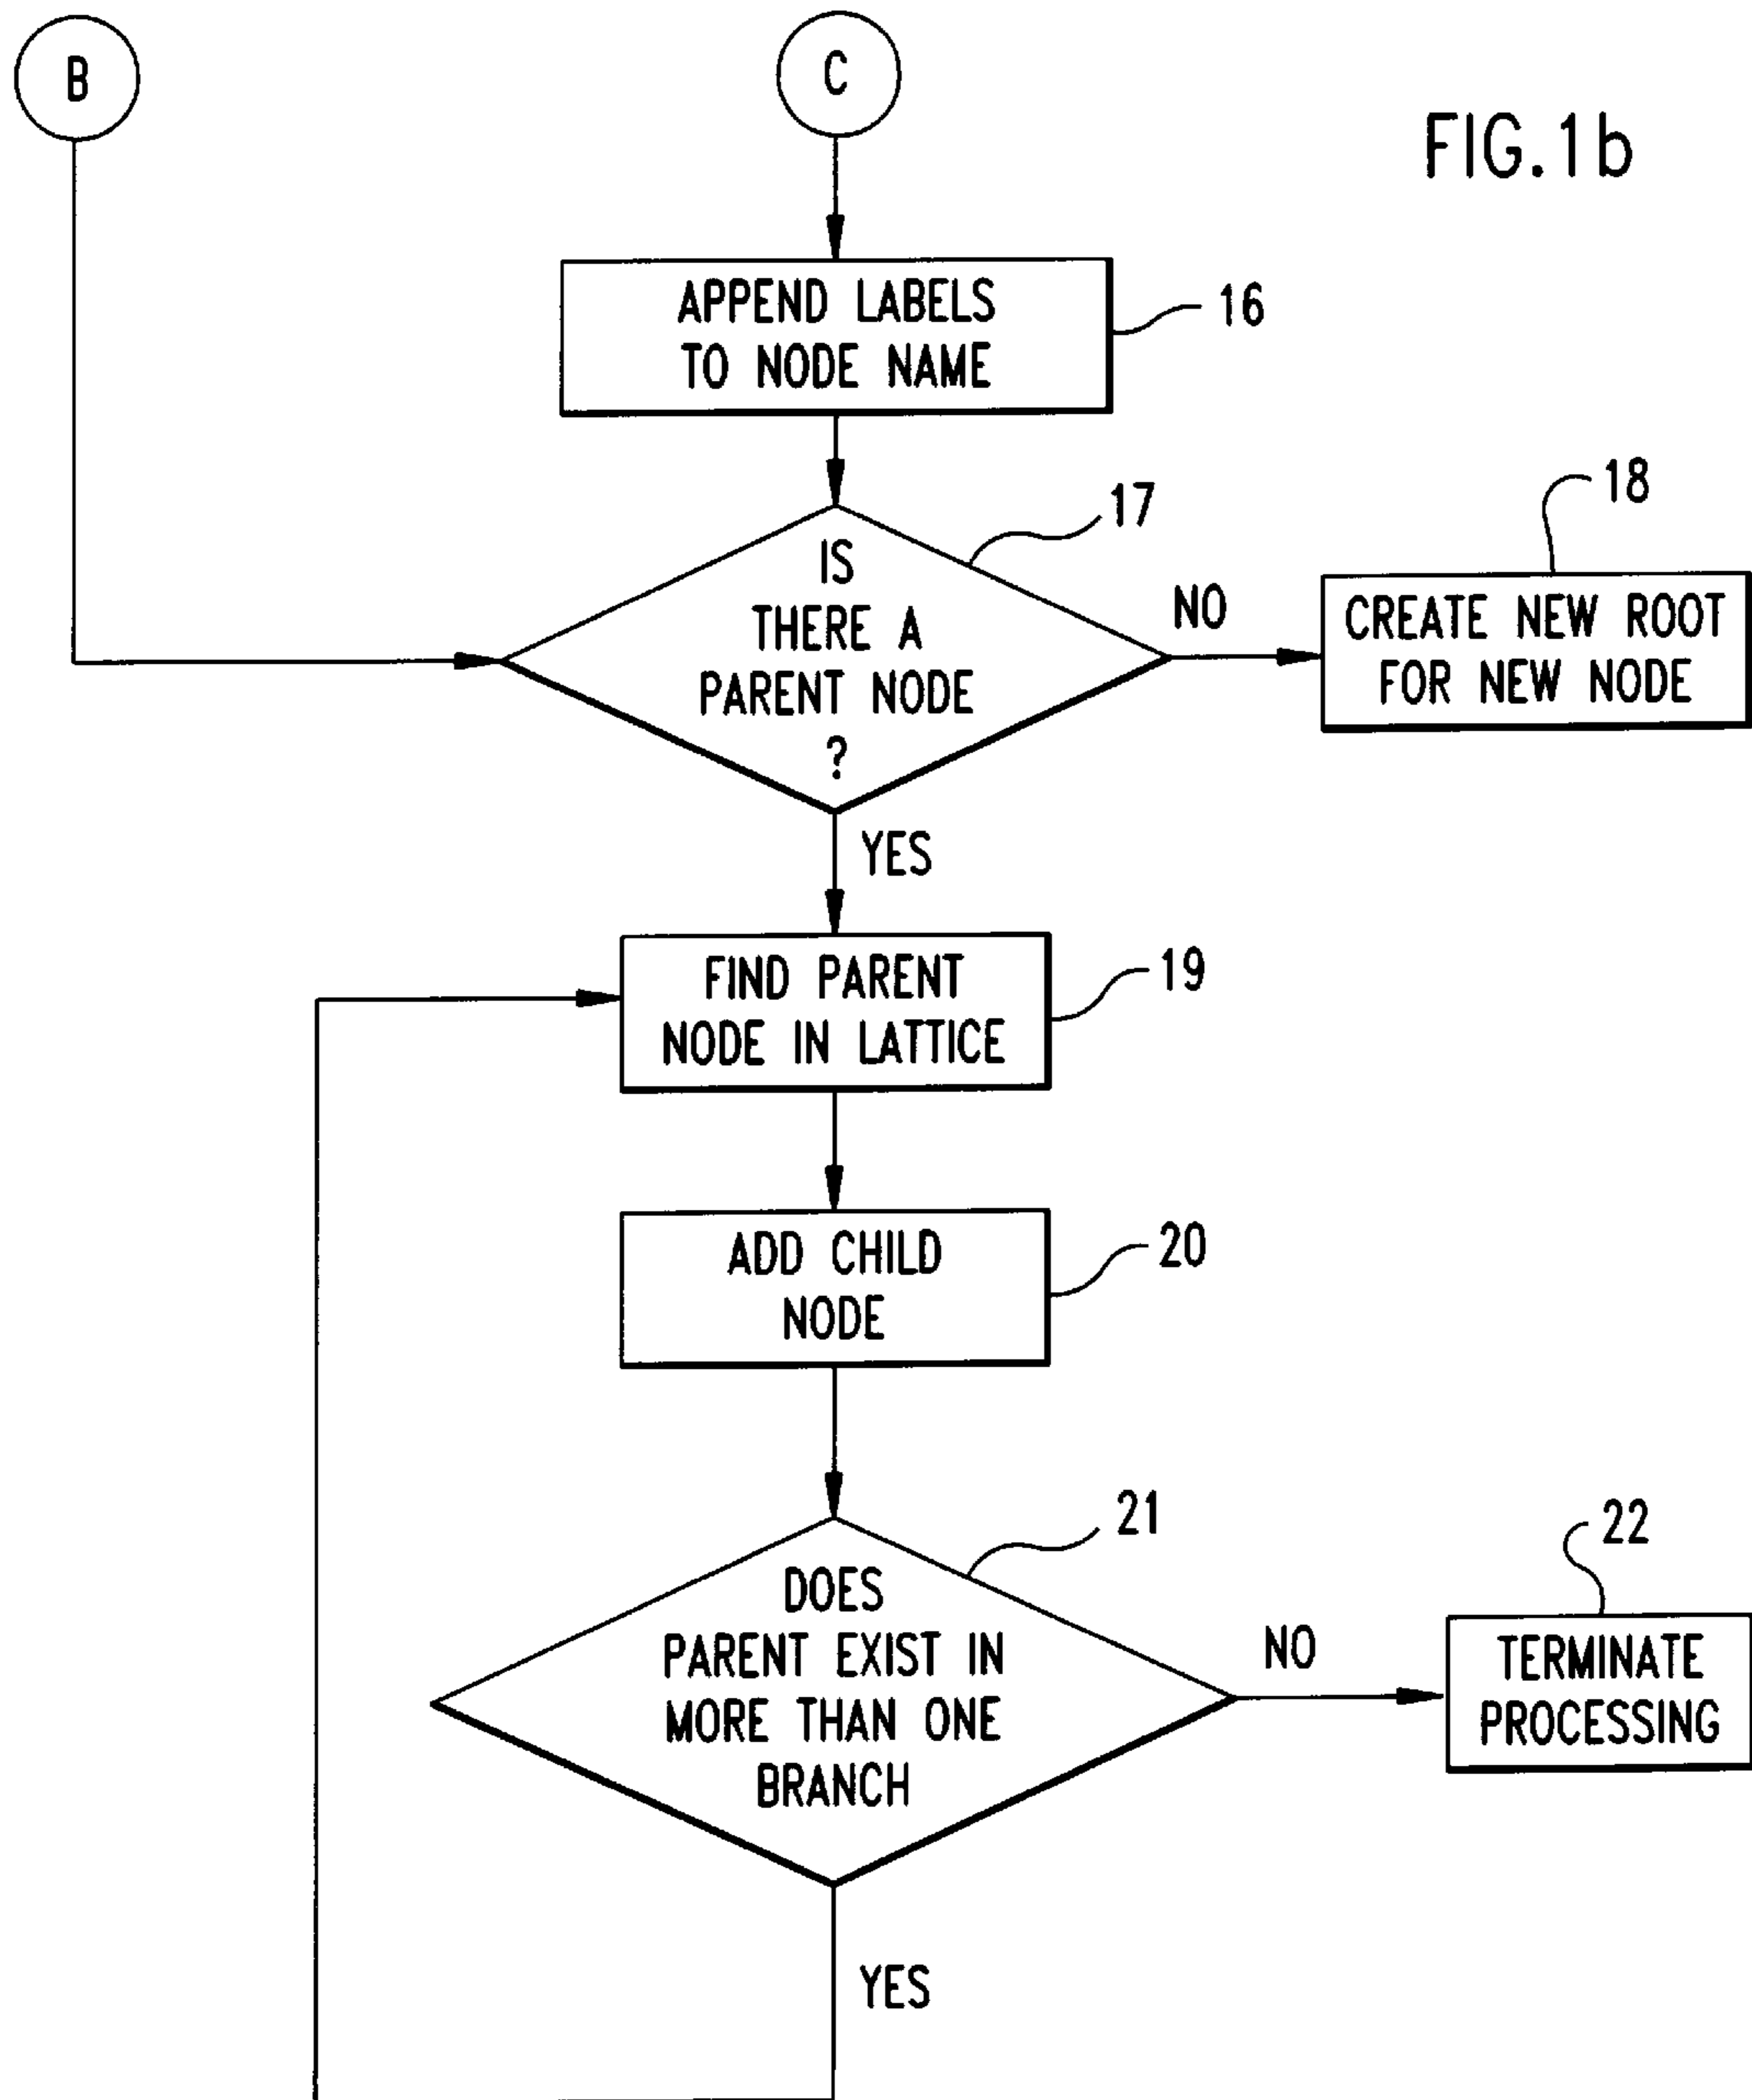 B
C
FIG.1b
APPEND LABELS
TO NODE NAME
16
17
IS
THERE A
PARENT NODE
?
NO
18
CREATE NEW ROOT
FOR NEW NODE
YES
FIND PARENT
NODE IN LATTICE
19
ADD CHILD
NODE
20
21
DOES
PARENT EXIST IN
MORE THAN ONE
BRANCH
NO
22
TERMINATE
PROCESSING
YES